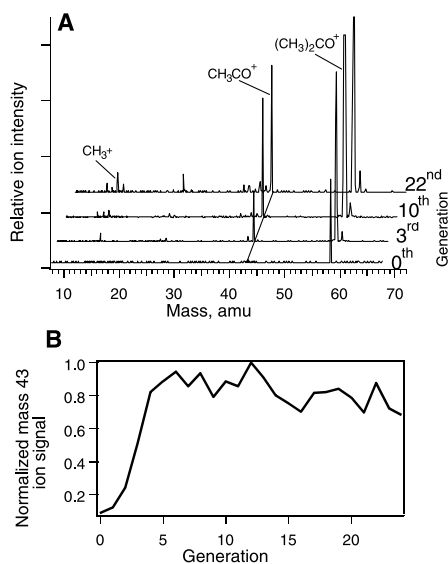 A
Relative ion intensity
(CH₃)₂CO⁺
CH₃CO⁺
CH₃⁺
22ⁿᵈ
10ᵗʰ
3ʳᵈ
0ᵗʰ
Generation
10 20 30 40 50 60 70
Mass, amu
B
Normalized mass 43
ion signal
1.0
0.8
0.6
0.4
0.2
0 5 10 15 20
Generation